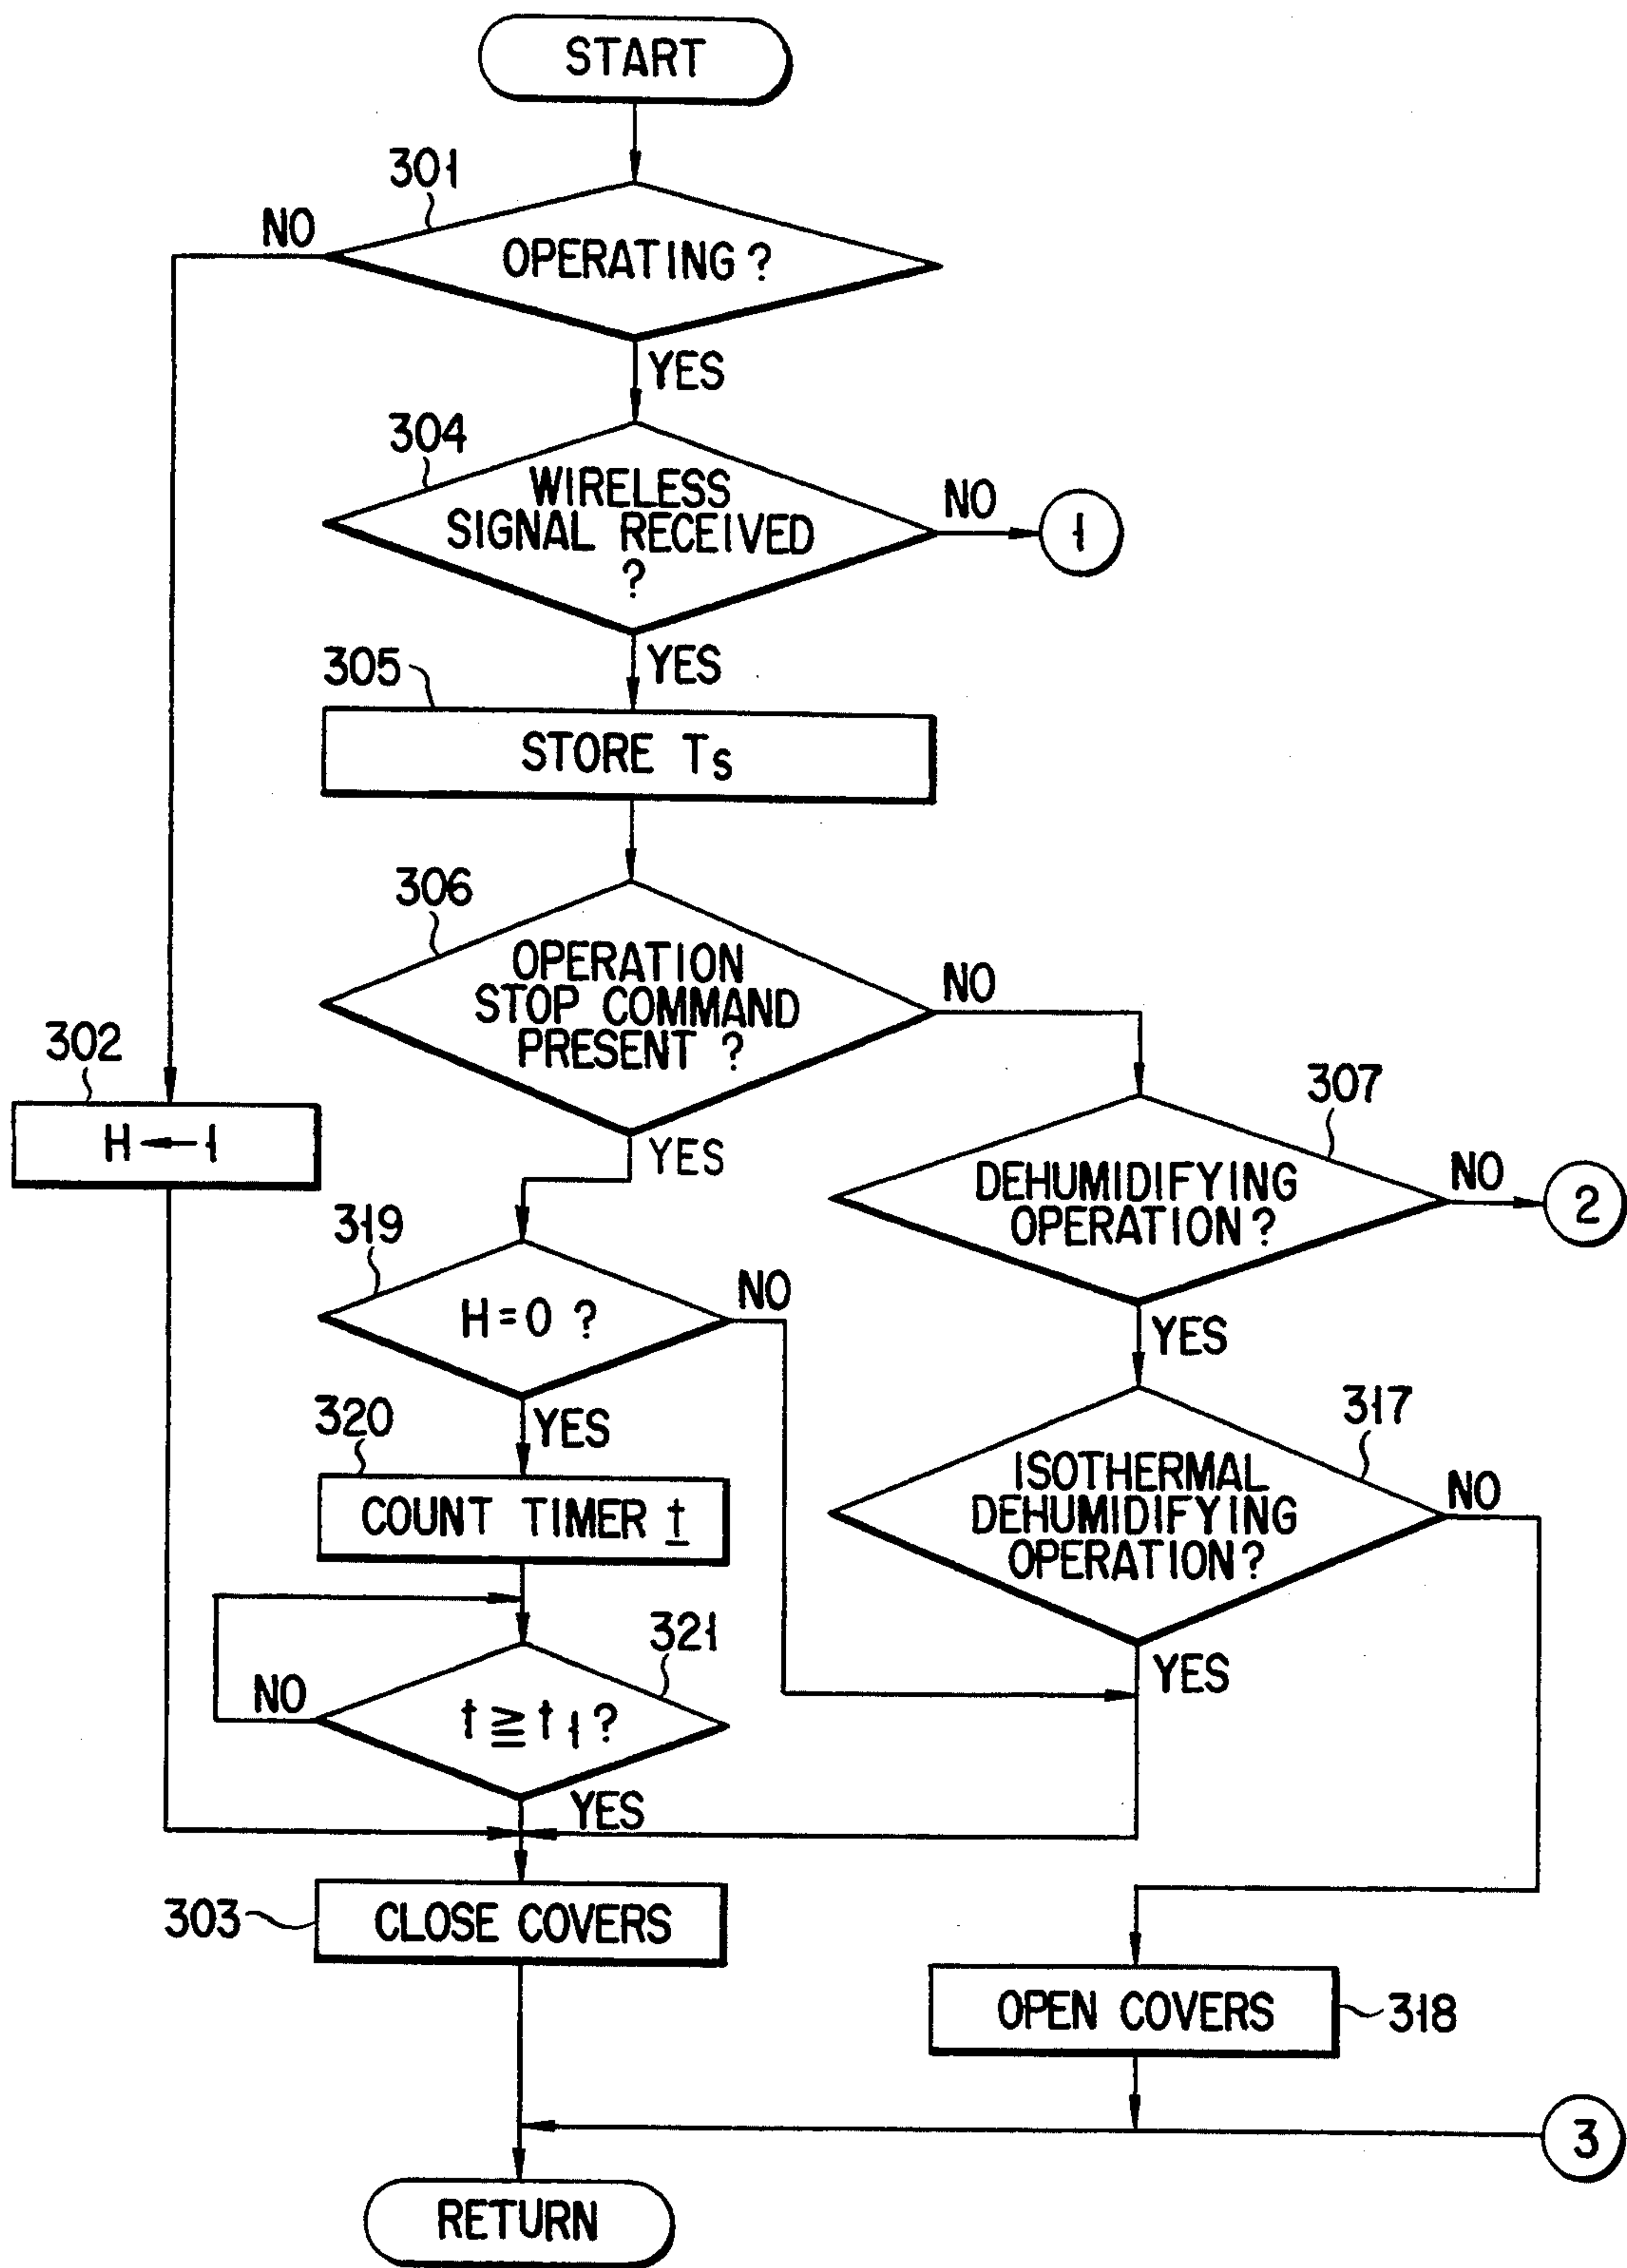 START
301
NO
OPERATING ?
YES
304
WIRELESS
SIGNAL RECEIVED
?
NO
1
YES
305
STORE Ts
306
OPERATION
STOP COMMAND
PRESENT ?
NO
302
H ← 1
YES
307
DEHUMIDIFYING
OPERATION ?
NO
2
319
H = 0 ?
NO
YES
320
YES
317
COUNT TIMER t
ISOTHERMAL
DEHUMIDIFYING
OPERATION ?
NO
321
NO
t ≧ t1 ?
YES
YES
303
CLOSE COVERS
OPEN COVERS
318
3
RETURN